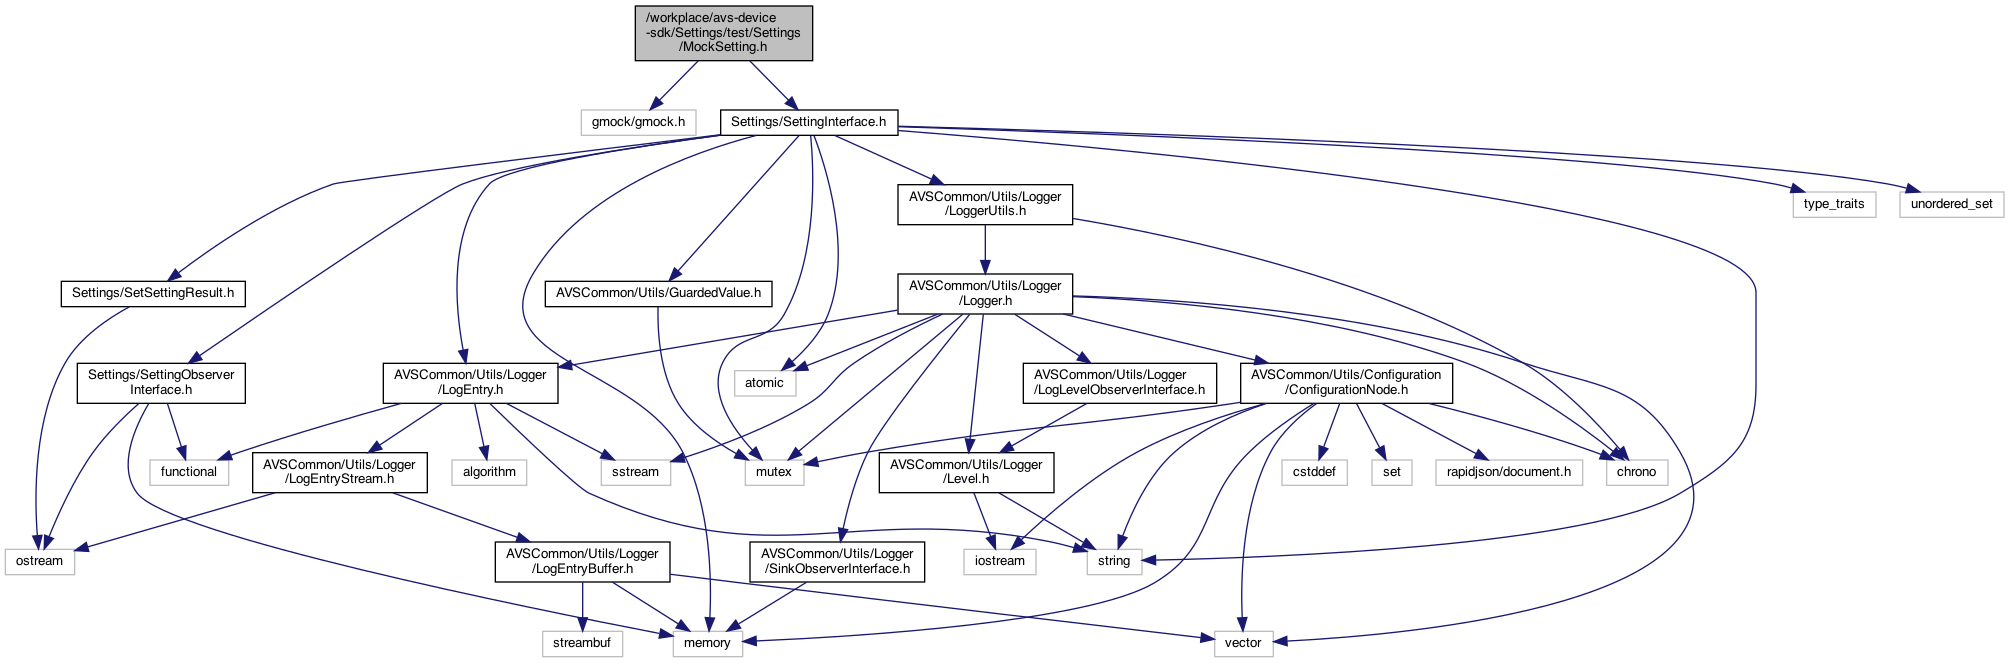 /workplace/avs-device
-sdk/Settings/test/Settings
/MockSetting.h
gmock/gmock.h
Settings/SettingInterface.h
AVSCommon/Utils/Logger
/LoggerUtils.h
type_traits
unordered_set
Settings/SetSettingResult.h
AVSCommon/Utils/GuardedValue.h
AVSCommon/Utils/Logger
/Logger.h
Settings/SettingObserver
Interface.h
AVSCommon/Utils/Logger
/LogEntry.h
atomic
AVSCommon/Utils/Logger
/LogLevelObserverInterface.h
AVSCommon/Utils/Configuration
/ConfigurationNode.h
functional
AVSCommon/Utils/Logger
/LogEntryStream.h
algorithm
sstream
mutex
AVSCommon/Utils/Logger
/Level.h
cstddef
set
rapidjson/document.h
chrono
ostream
AVSCommon/Utils/Logger
/LogEntryBuffer.h
AVSCommon/Utils/Logger
/SinkObserverInterface.h
iostream
string
streambuf
memory
vector